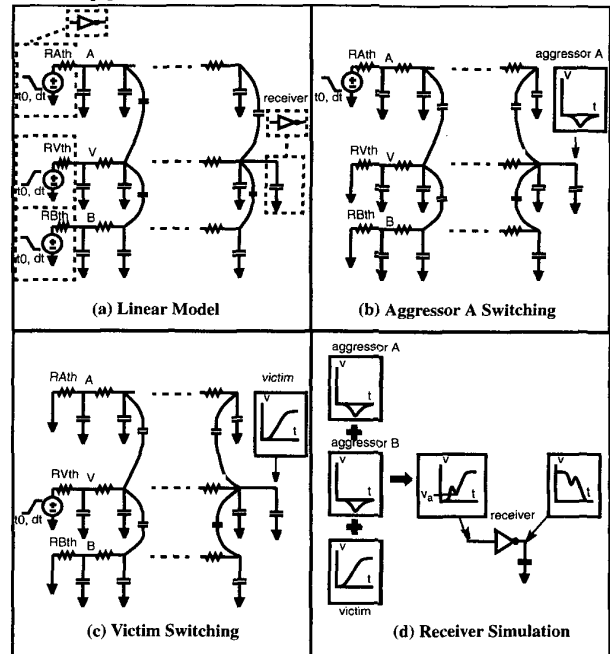 RAth A
t0, dt
receiver
RVth V
t0, dt
RBth B
t0, dt
(a) Linear Model
RAth A
t0, dt
aggressor A
v
t
RVth V
RBth B
(b) Aggressor A Switching
RAth A
victim
v
t
RVth V
t0, dt
RBth B
(c) Victim Switching
aggressor A
v
t
aggressor B
v
t
v
va
t
v
t
receiver
v
t
victim
(d) Receiver Simulation